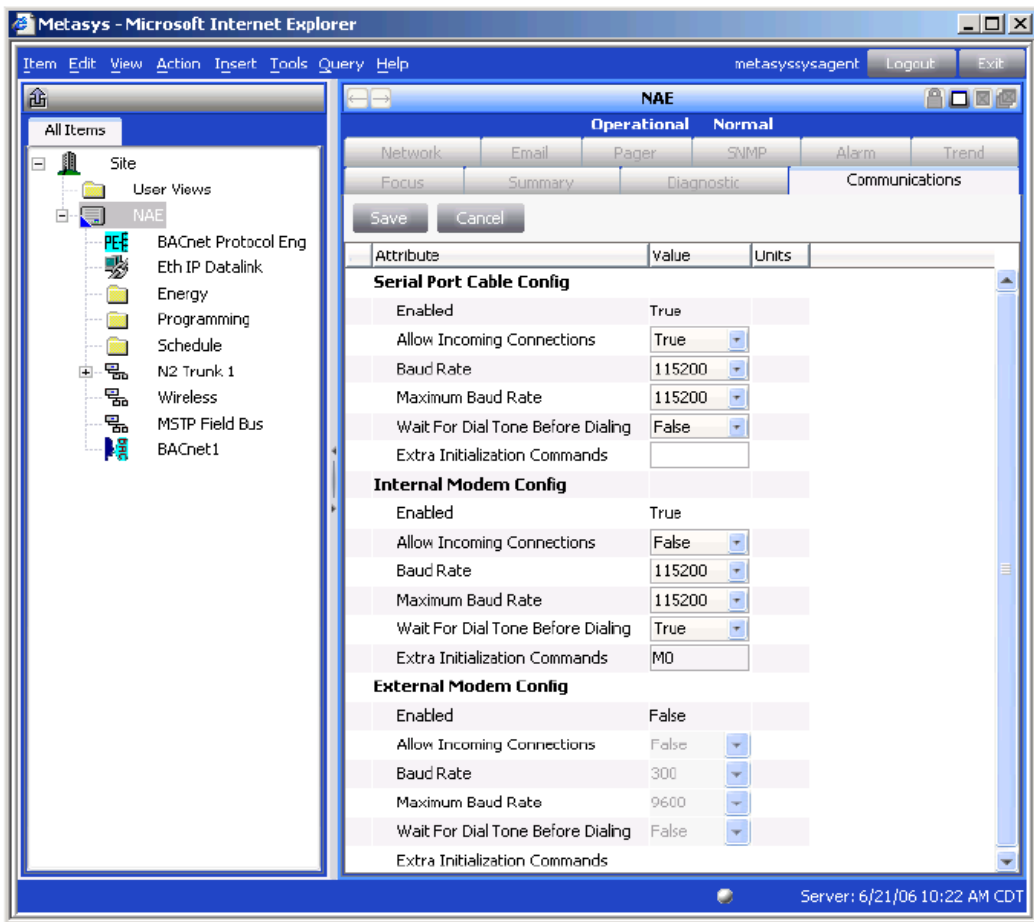 Metasys - Microsoft Internet Explorer
Item Edit View Action Insert Tools Query Help
metasyssysagent Logout Exit
All Items
Site
User Views
NAE
BACnet Protocol Eng
Eth IP Datalink
Energy
Programming
Schedule
N2 Trunk 1
Wireless
MSTP Field Bus
BACnet1
NAE
Operational Normal
Network Email Pager SNMP Alarm Trend
Focus Summary Diagnostic Communications
Save Cancel
Attribute Value Units
Serial Port Cable Config
Enabled True
Allow Incoming Connections True
Baud Rate 115200
Maximum Baud Rate 115200
Wait For Dial Tone Before Dialing False
Extra Initialization Commands
Internal Modem Config
Enabled True
Allow Incoming Connections False
Baud Rate 115200
Maximum Baud Rate 115200
Wait For Dial Tone Before Dialing True
Extra Initialization Commands M0
External Modem Config
Enabled False
Allow Incoming Connections False
Baud Rate 300
Maximum Baud Rate 9600
Wait For Dial Tone Before Dialing False
Extra Initialization Commands
Server: 6/21/06 10:22 AM CDT